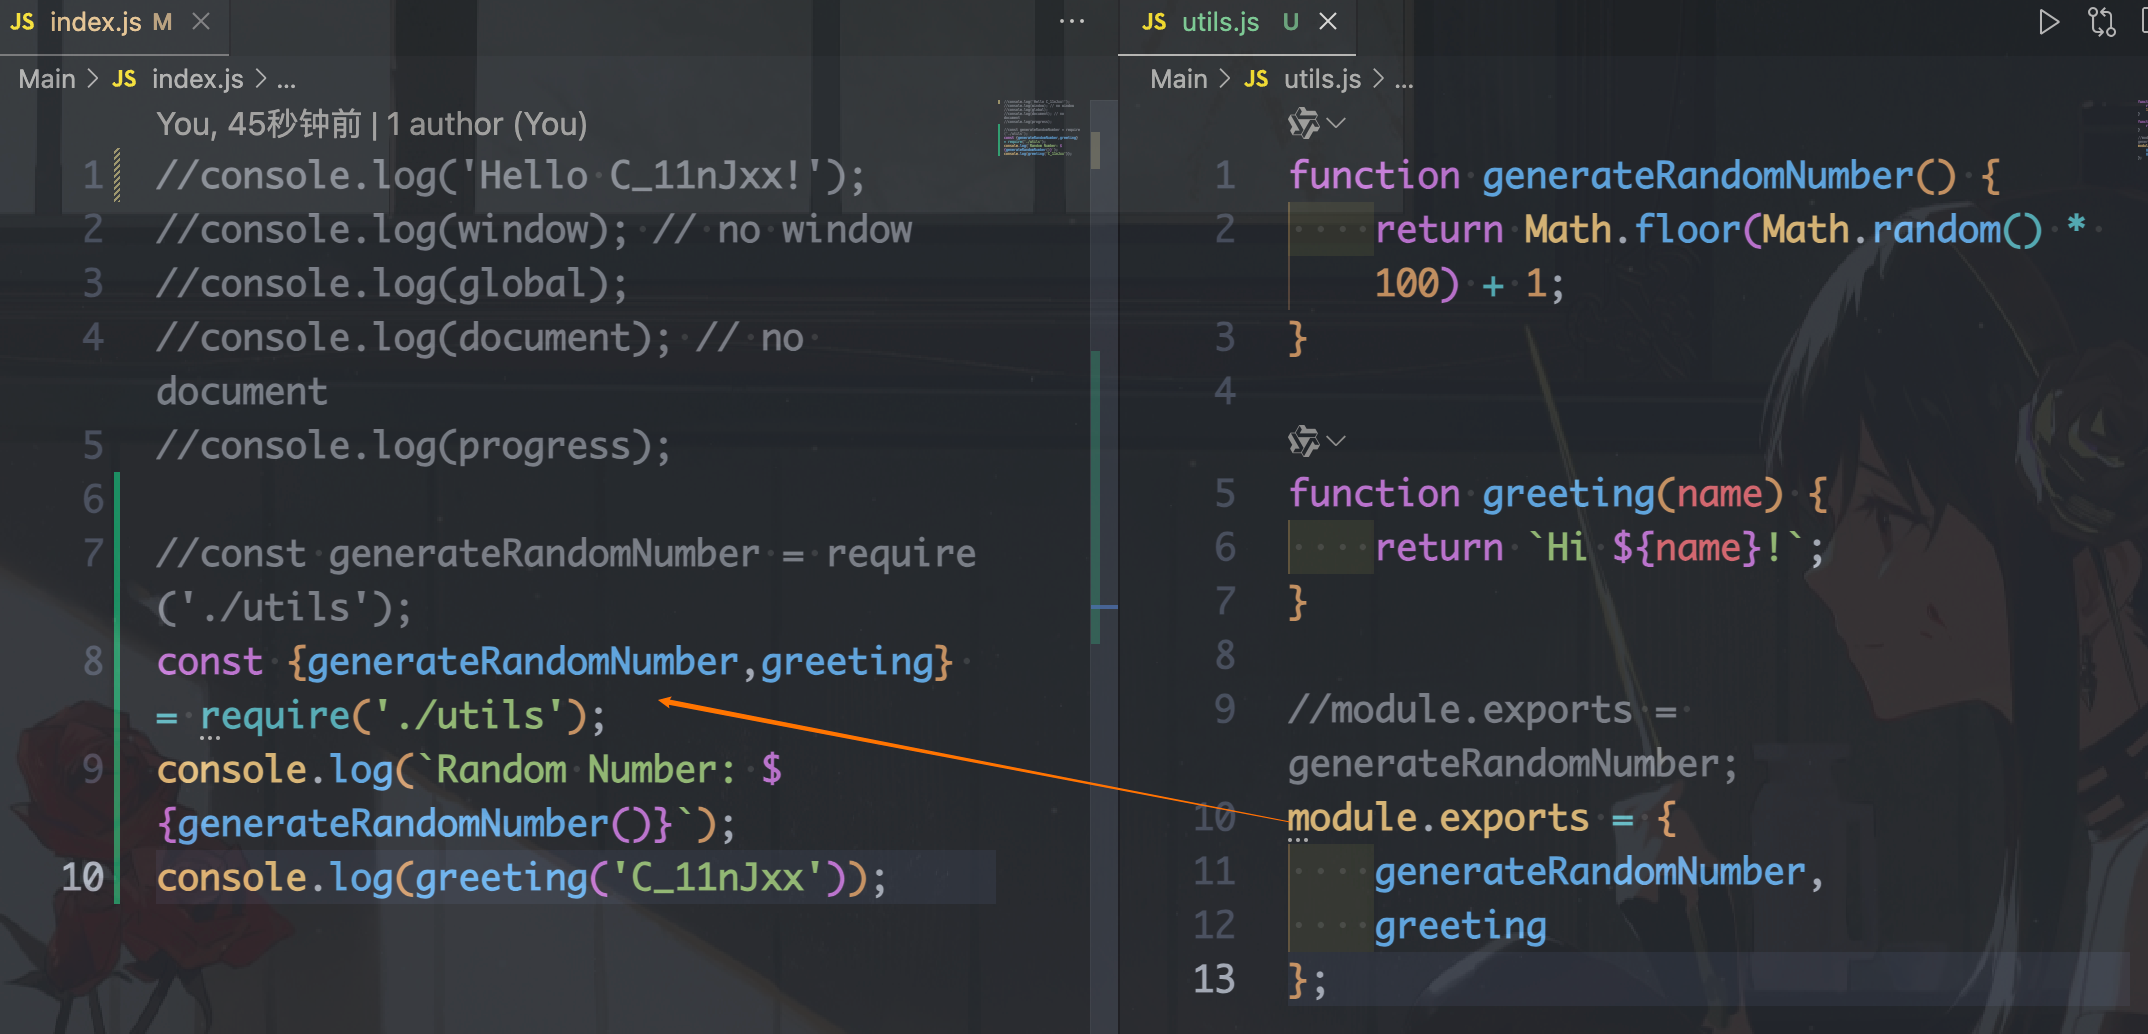 JS index.js M
Main > JS index.js > ...
You, 45秒钟前 | 1 author (You)
1 //console.log('Hello C_11nJxx!');
2 //console.log(window); // no window
3 //console.log(global);
4 //console.log(document); // no
document
5 //console.log(progress);
6
7 //const generateRandomNumber = require
('./utils');
8 const {generateRandomNumber,greeting}
= require('./utils');
9 console.log(`Random Number: $
{generateRandomNumber()}`);
10 console.log(greeting('C_11nJxx'));
JS utils.js U
Main > JS utils.js > ...
1 function generateRandomNumber() {
2 return Math.floor(Math.random() *
100) + 1;
3 }
4
5 function greeting(name) {
6 return `Hi ${name}!`;
7 }
8
9 //module.exports =
generateRandomNumber;
10 module.exports = {
11 generateRandomNumber,
12 greeting
13 };